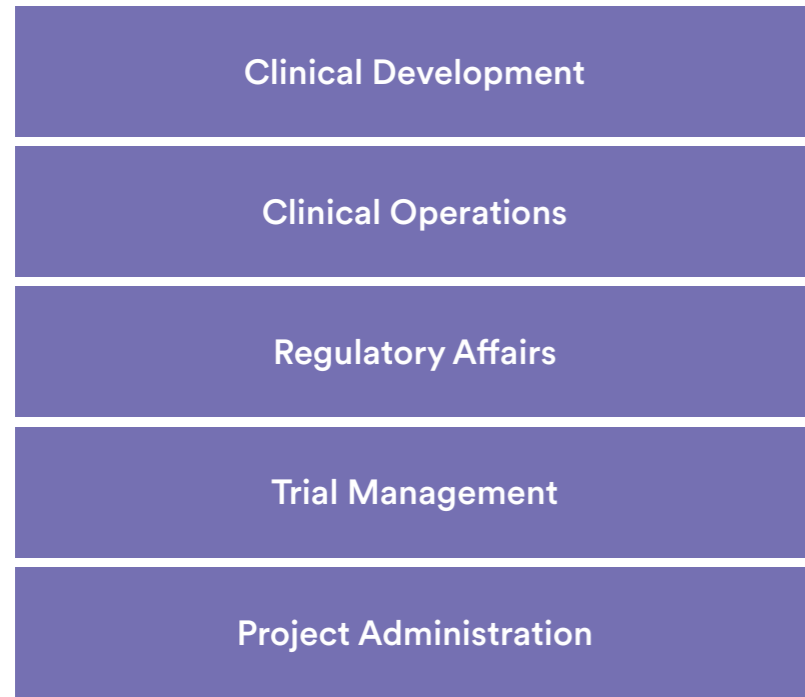 Clinical Development
Clinical Operations
Regulatory Affairs
Trial Management
Project Administration